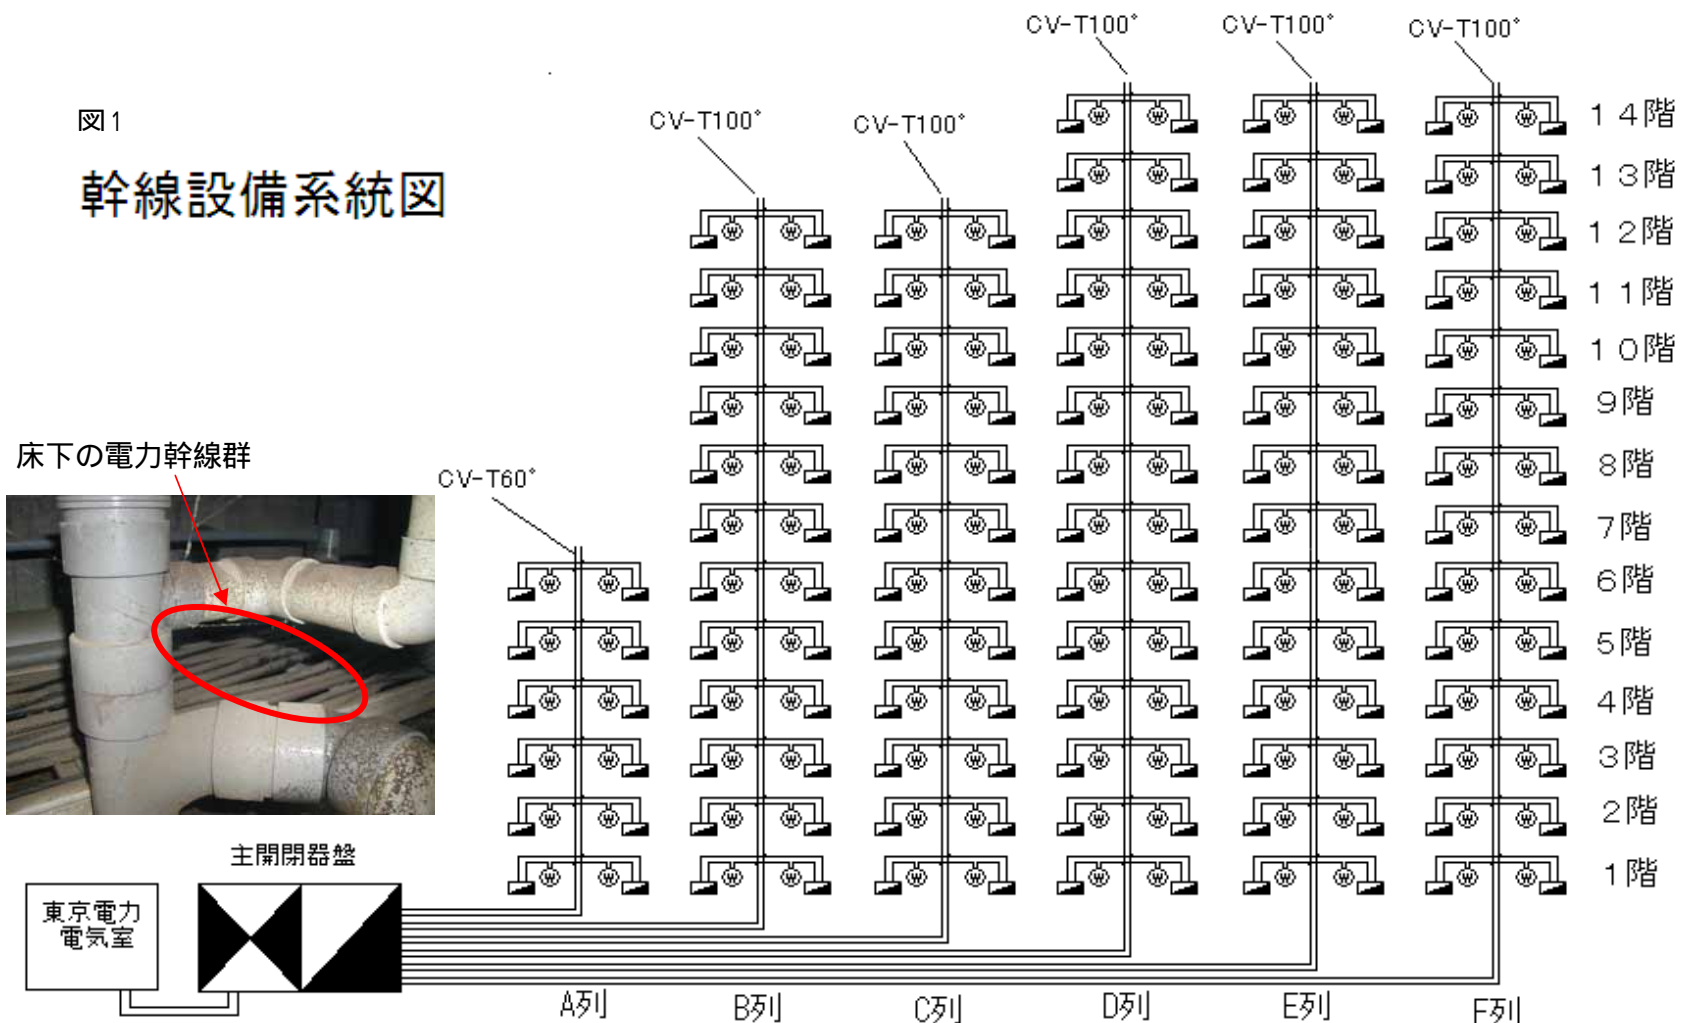 CV-T100°
CV-T100°
CV-T100°
図1
CV-T100°
CV-T100°
幹線設備系統図
14階
13階
12階
11階
10階
9階
8階
7階
6階
5階
4階
3階
2階
1階
床下の電力幹線群
CV-T60°
主開閉器盤
東京電力
電気室
A列
B列
C列
D列
E列
F列